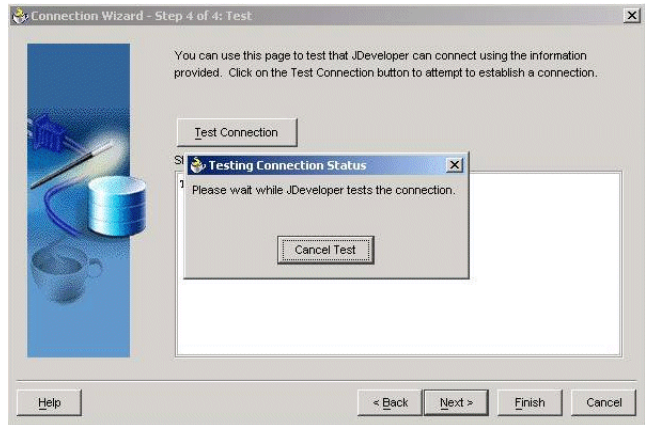 Connection Wizard - Step 4 of 4: Test
You can use this page to test that JDeveloper can connect using the information
provided. Click on the Test Connection button to attempt to establish a connection.
Test Connection
Testing Connection Status
Please wait while JDeveloper tests the connection.
Cancel Test
Help
< Back
Next >
Finish
Cancel